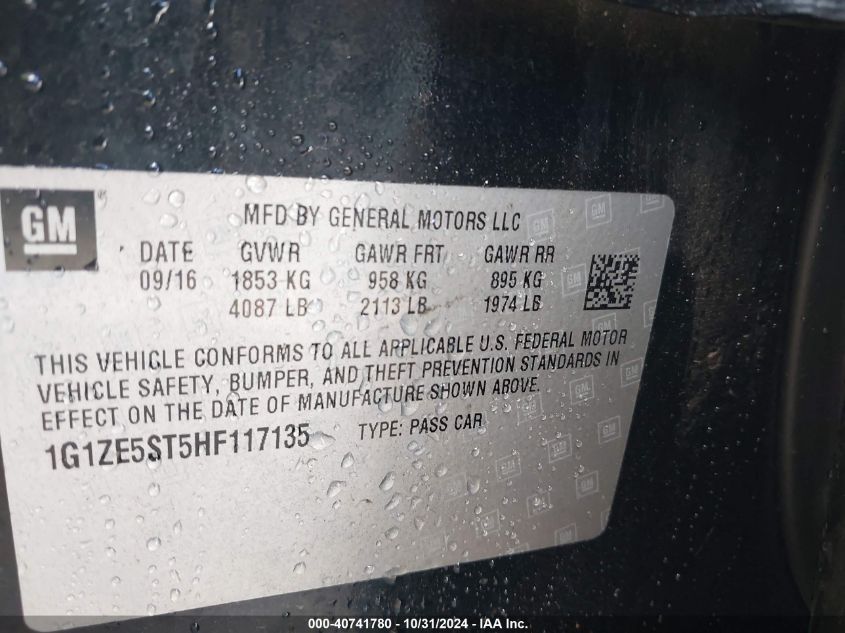 GM
MFD BY GENERAL MOTORS LLC
DATE GVWR GAWR FRT GAWR RR
09/16 1853 KG 958 KG 895 KG
4087 LB 2113 LB 1974 LB
THIS VEHICLE CONFORMS TO ALL APPLICABLE U.S. FEDERAL MOTOR
VEHICLE SAFETY, BUMPER, AND THEFT PREVENTION STANDARDS IN
EFFECT ON THE DATE OF MANUFACTURE SHOWN ABOVE.
1G1ZE5ST5HF117135 TYPE: PASS CAR
000-40741780 - 10/31/2024 - IAA Inc.